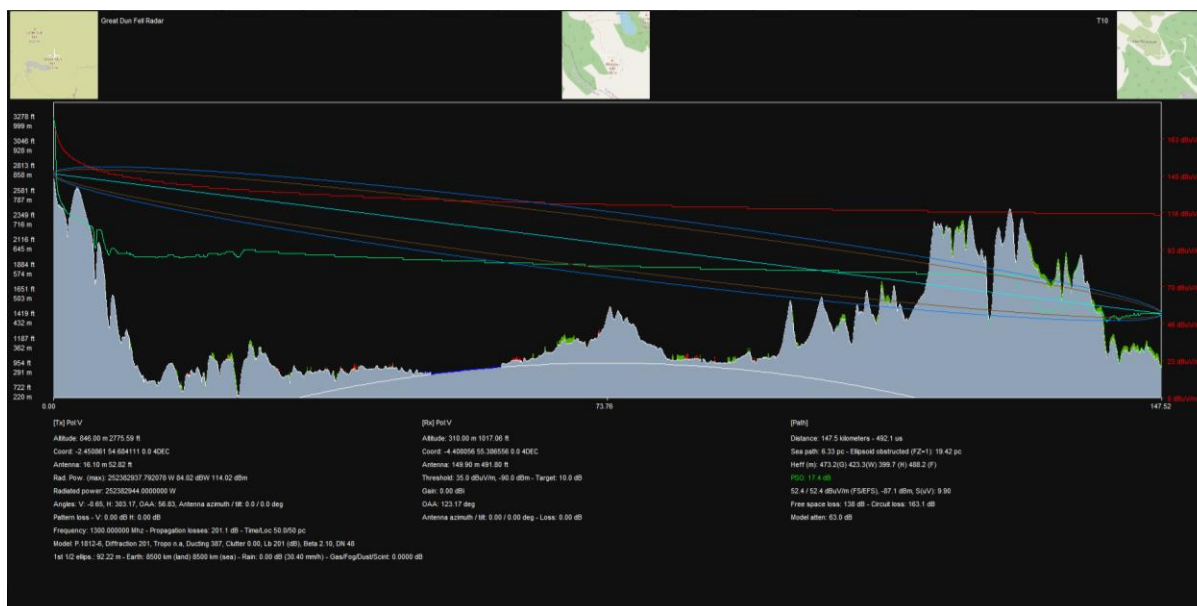 Great Dun Fell Radar
T10
3278 ft
999 m
3046 ft
928 m
2813 ft
858 m
2581 ft
787 m
2349 ft
716 m
2116 ft
645 m
1884 ft
574 m
1651 ft
503 m
1419 ft
432 m
1187 ft
362 m
954 ft
291 m
722 ft
220 m
0.00
73.76
147.52
[Tx] Pol V
Altitude: 846.00 m 2775.59 ft
Coord: -2.450861 54.684111 0.0 4DEC
Antenna: 16.10 m 52.82 ft
Rad. Pow. (max): 252382937.792078 W 84.02 dBW 114.02 dBm
Radiated power: 252382944.0000000 W
Angles: V: -0.65, H: 303.17, OAA: 56.83, Antenna azimuth / tilt: 0.0 / 0.0 deg
Pattern loss - V: 0.00 dB H: 0.00 dB
Frequency: 1300.000000 Mhz - Propagation losses: 201.1 dB - Time/Loc 50.0/50 pc
Model: P.1812-6, Diffraction 201, Tropo n.a, Ducting 387, Clutter 0.00, Lb 201 (dB), Beta 2.10, DN 48
1st 1/2 ellips.: 92.22 m - Earth: 8500 km (land) 8500 km (sea) - Rain: 0.00 dB (30.40 mm/h) - Gas/Fog/Dust/Scint: 0.0000 dB
[Rx] Pol V
Altitude: 310.00 m 1017.06 ft
Coord: -4.408056 55.386556 0.0 4DEC
Antenna: 149.90 m 491.80 ft
Threshold: 35.0 dBuV/m, -90.0 dBm - Target: 10.0 dB
Gain: 0.00 dBi
OAA: 123.17 deg
Antenna azimuth / tilt: 0.00 / 0.00 deg - Loss: 0.00 dB
[Path]
Distance: 147.5 kilometers - 492.1 us
Sea path: 6.33 pc - Ellipsoid obstructed (FZ=1): 19.42 pc
Heff (m): 473.2(G) 423.3(W) 399.7 (H) 488.2 (F)
PSO: 17.4 dB
52.4 / 52.4 dBuV/m (FS/EFS), -87.1 dBm, S(uV): 9.90
Free space loss: 138 dB - Circuit loss: 163.1 dB
Model atten: 63.0 dB